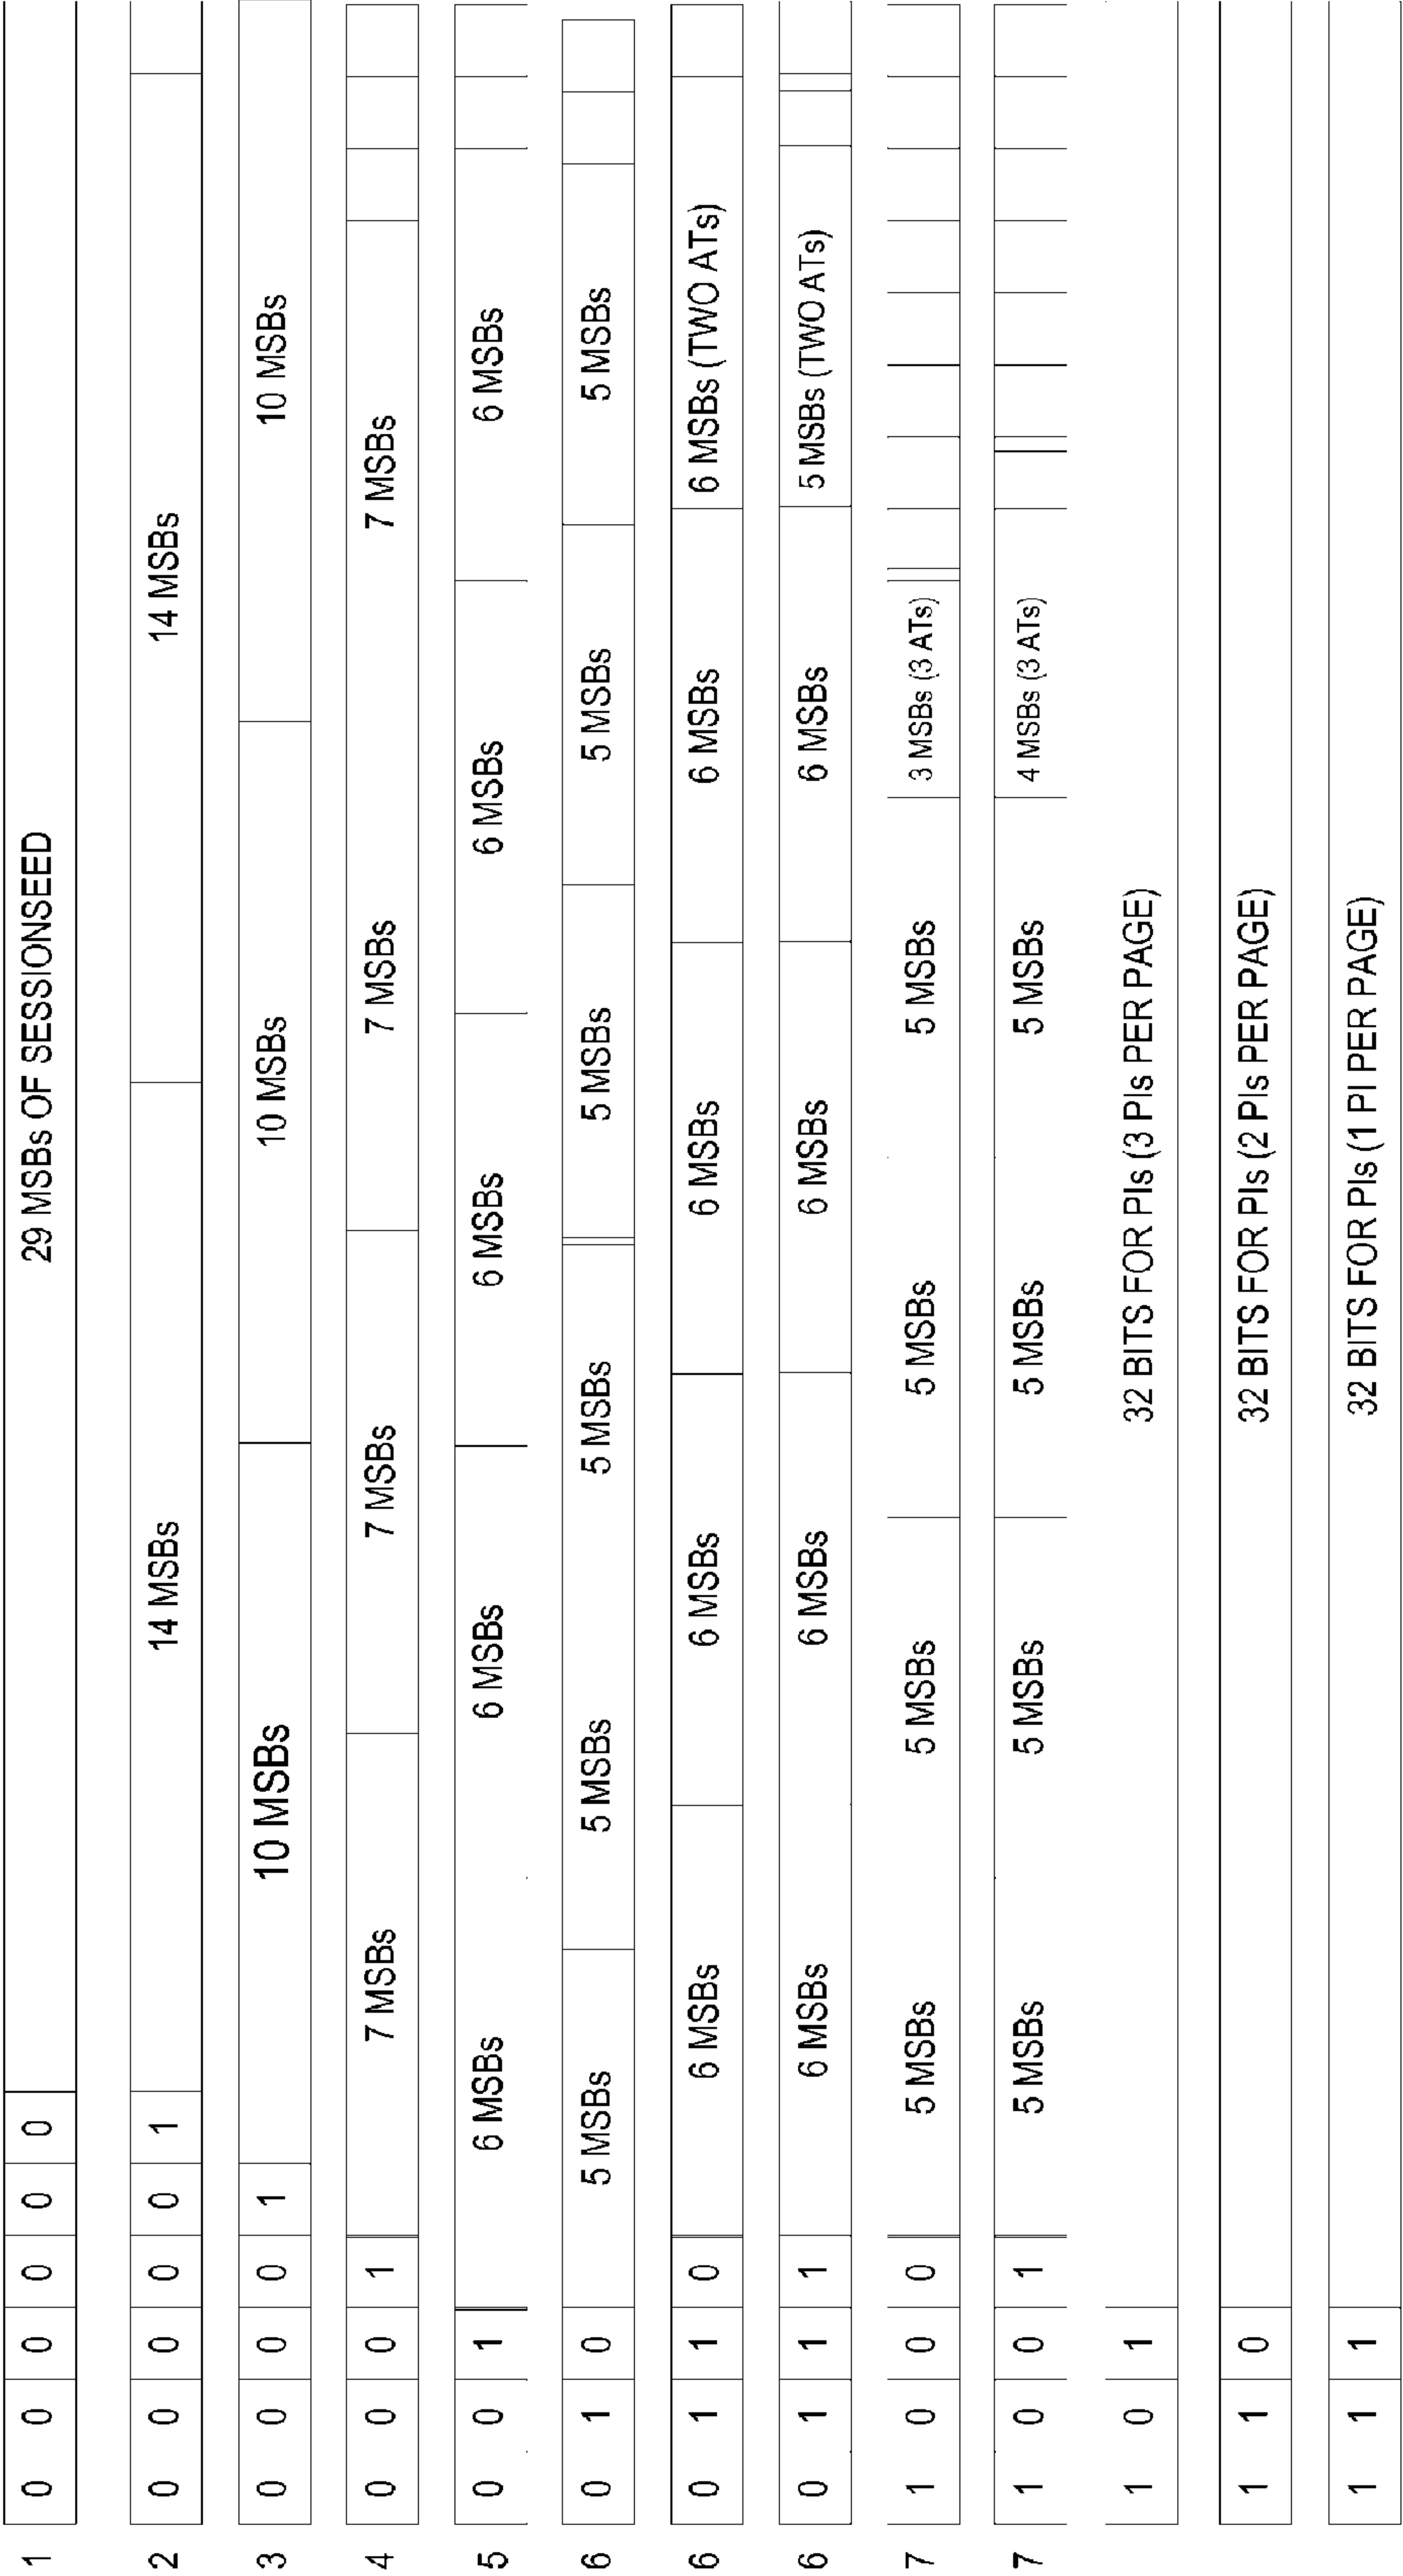 1 0 0 0 0 0 0 29 MSBs OF SESSIONSEED
2 0 0 0 0 0 1 14 MSBs 14 MSBs
3 0 0 0 0 1 10 MSBs 10 MSBs 10 MSBs
4 0 0 0 1 7 MSBs 7 MSBs 7 MSBs 7 MSBs
5 0 0 1 6 MSBs 6 MSBs 6 MSBs 6 MSBs 6 MSBs
6 0 1 0 5 MSBs 5 MSBs 5 MSBs 5 MSBs 5 MSBs 5 MSBs
6 0 1 1 0 6 MSBs 6 MSBs 6 MSBs 6 MSBs 6 MSBs (TWO ATs)
6 0 1 1 1 6 MSBs 6 MSBs 6 MSBs 6 MSBs 5 MSBs (TWO ATs)
7 1 0 0 0 5 MSBs 5 MSBs 5 MSBs 5 MSBs 3 MSBs (3 ATs)
7 1 0 0 1 5 MSBs 5 MSBs 5 MSBs 5 MSBs 4 MSBs (3 ATs)
1 0 1 32 BITS FOR PIs (3 PIs PER PAGE)
1 1 0 32 BITS FOR PIs (2 PIs PER PAGE)
1 1 1 32 BITS FOR PIs (1 PI PER PAGE)